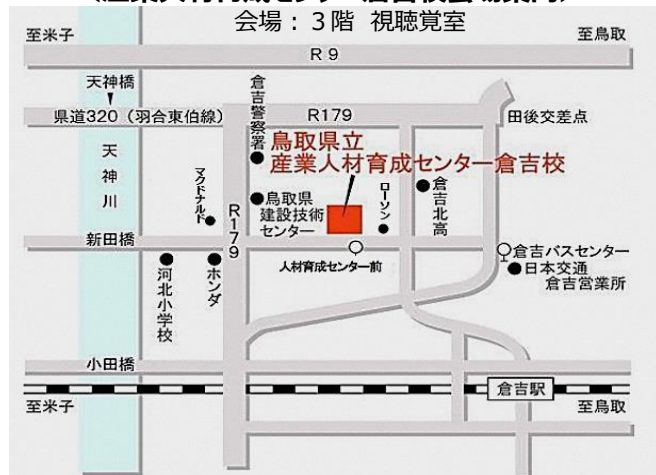 会場：３階 視聴覚室
至米子
至鳥取
R 9
天神橋
県道320（羽合東伯線）
倉吉警察署
R179
田後交差点
鳥取県立
産業人材育成センター倉吉校
天神川
マクドナルド
鳥取県
建設技術
センター
ローソン
倉吉北高
R179
新田橋
人材育成センター前
倉吉バスセンター
日本交通
倉吉営業所
河北小学校
ホンダ
小田橋
倉吉駅
至米子
至鳥取